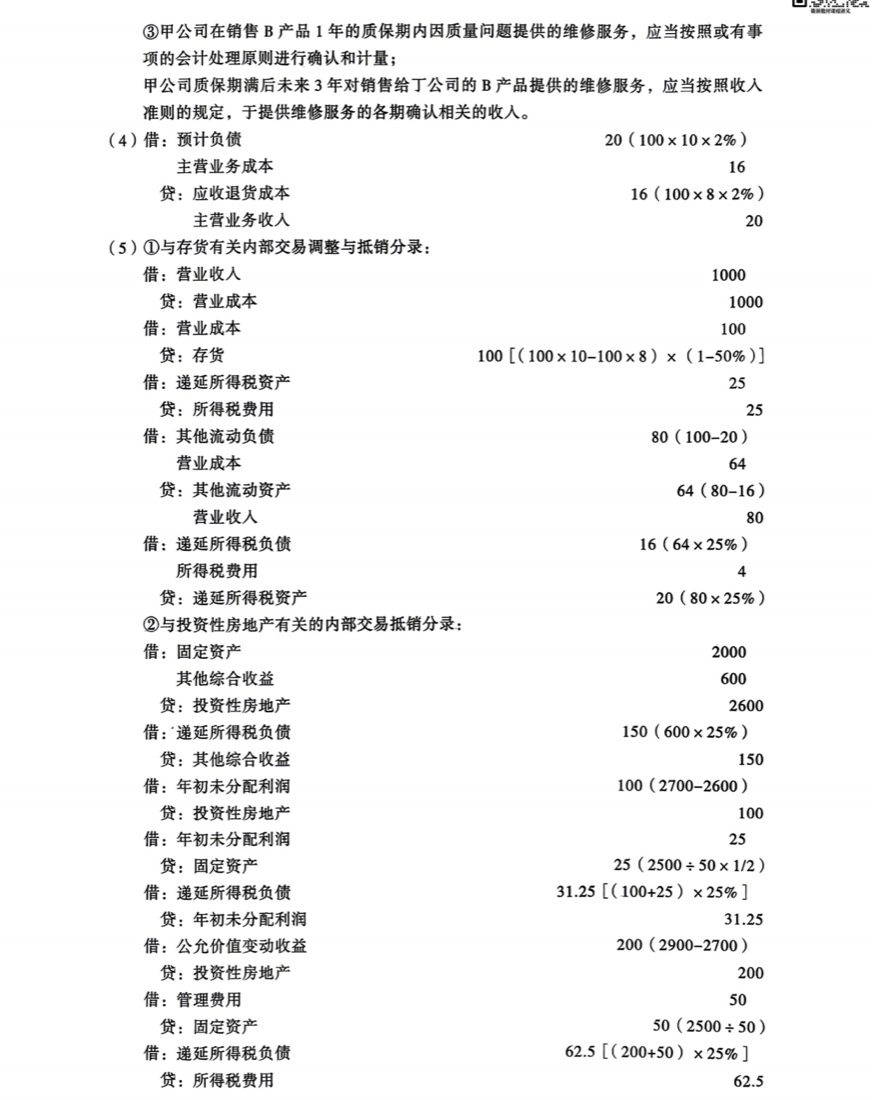 ③甲公司在销售 B 产品 1 年的质保期内因质量问题提供的维修服务，应当按照或有事
项的会计处理原则进行确认和计量；
甲公司质保期满后未来 3 年对销售给丁公司的 B 产品提供的维修服务，应当按照收入
准则的规定，于提供维修服务的各期确认相关的收入。
（4）借：预计负债 20（100×10×2%）
主营业务成本 16
贷：应收退货成本 16（100×8×2%）
主营业务收入 20
（5）①与存货有关内部交易调整与抵销分录：
借：营业收入 1000
贷：营业成本 1000
借：营业成本 100
贷：存货 100［（100×10-100×8）×（1-50%）］
借：递延所得税资产 25
贷：所得税费用 25
借：其他流动负债 80（100-20）
营业成本 64
贷：其他流动资产 64（80-16）
营业收入 80
借：递延所得税负债 16（64×25%）
所得税费用 4
贷：递延所得税资产 20（80×25%）
②与投资性房地产有关的内部交易抵销分录：
借：固定资产 2000
其他综合收益 600
贷：投资性房地产 2600
借：递延所得税负债 150（600×25%）
贷：其他综合收益 150
借：年初未分配利润 100（2700-2600）
贷：投资性房地产 100
借：年初未分配利润 25
贷：固定资产 25（2500÷50×1/2）
借：递延所得税负债 31.25［（100+25）×25%］
贷：年初未分配利润 31.25
借：公允价值变动收益 200（2900-2700）
贷：投资性房地产 200
借：管理费用 50
贷：固定资产 50（2500÷50）
借：递延所得税负债 62.5［（200+50）×25%］
贷：所得税费用 62.5